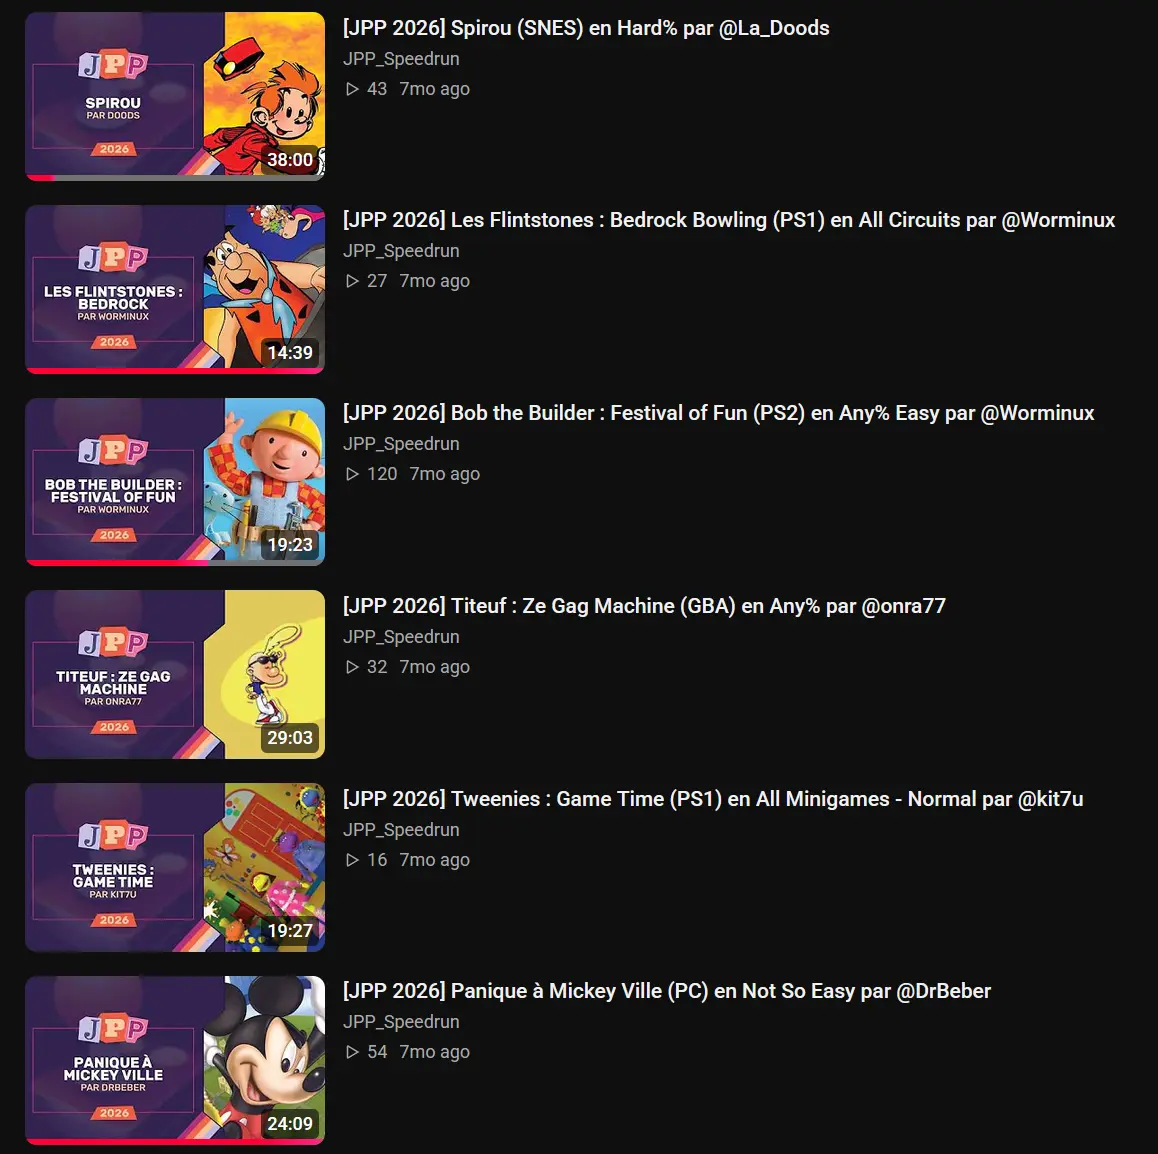 JPP
SPIROU
PAR DOODS
2026
38:00
[JPP 2026] Spirou (SNES) en Hard% par @La_Doods
JPP_Speedrun
43 7mo ago
JPP
LES FLINTSTONES :
BEDROCK
PAR WORMINUX
2026
14:39
[JPP 2026] Les Flintstones : Bedrock Bowling (PS1) en All Circuits par @Worminux
JPP_Speedrun
27 7mo ago
JPP
BOB THE BUILDER :
FESTIVAL OF FUN
PAR WORMINUX
2026
19:23
[JPP 2026] Bob the Builder : Festival of Fun (PS2) en Any% Easy par @Worminux
JPP_Speedrun
120 7mo ago
JPP
TITEUF : ZE GAG
MACHINE
PAR ONRA77
2026
29:03
[JPP 2026] Titeuf : Ze Gag Machine (GBA) en Any% par @onra77
JPP_Speedrun
32 7mo ago
JPP
TWEENIES :
GAME TIME
PAR KIT7U
2026
19:27
[JPP 2026] Tweenies : Game Time (PS1) en All Minigames - Normal par @kit7u
JPP_Speedrun
16 7mo ago
JPP
PANIQUE À
MICKEY VILLE
PAR DRBEBER
2026
24:09
[JPP 2026] Panique à Mickey Ville (PC) en Not So Easy par @DrBeber
JPP_Speedrun
54 7mo ago